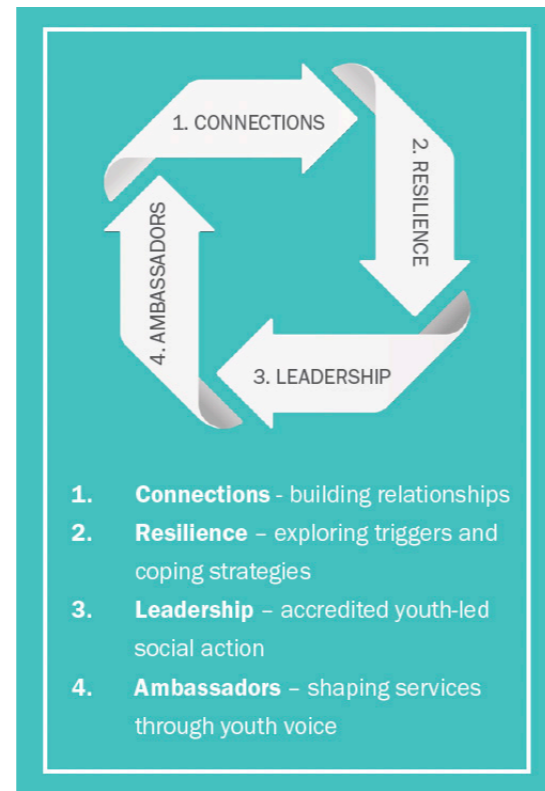 1. CONNECTIONS
2. RESILIENCE
3. LEADERSHIP
4. AMBASSADORS
1. Connections - building relationships
2. Resilience – exploring triggers and
coping strategies
3. Leadership – accredited youth-led
social action
4. Ambassadors – shaping services
through youth voice